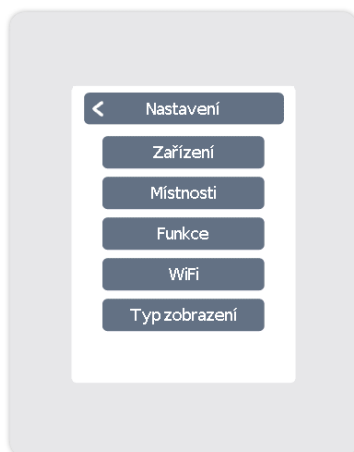 Nastavení
Zařízení
Místnosti
Funkce
WiFi
Typ zobrazení